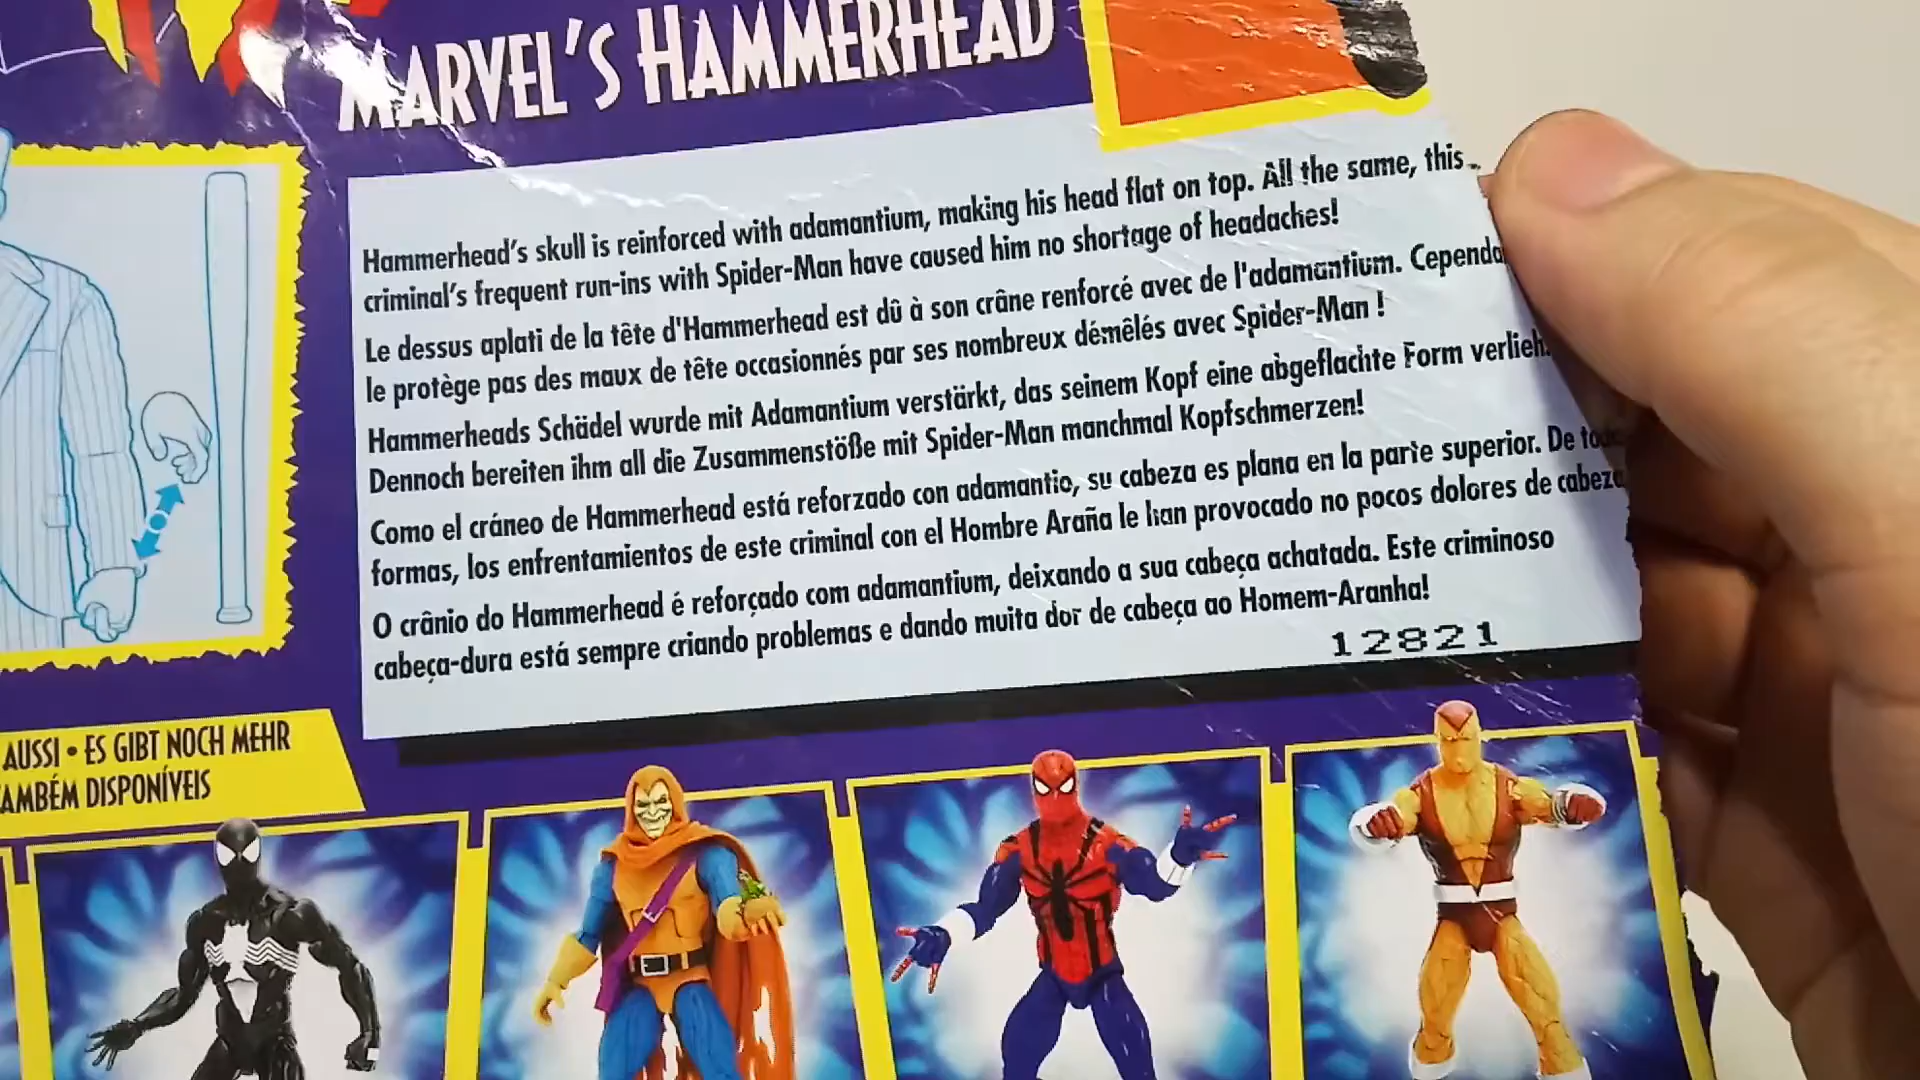 MARVEL'S HAMMERHEAD
Hammerhead's skull is reinforced with adamantium, making his head flat on top. All the same, this
criminal's frequent run-ins with Spider-Man have caused him no shortage of headaches!
Le dessus aplati de la tête d'Hammerhead est dû à son crâne renforcé avec de l'adamantium.
le protège pas des maux de tête occasionnés par ses nombreux démêlés avec Spider-Man !
Hammerheads Schädel wurde mit Adamantium verstärkt, das seinem Kopf eine abgeflachte Form
Dennoch bereiten ihm all die Zusammenstöße mit Spider-Man manchmal Kopfschmerzen!
Como el cráneo de Hammerhead está reforzado con adamantio, su cabeza es plana en la parte superior. De
formas, los enfrentamientos de este criminal con el Hombre Araña le han provocado no pocos dolores de cabeza
O crânio do Hammerhead é reforçado com adamantium, deixando a sua cabeça achatada. Este criminoso
cabeça-dura está sempre criando problemas e dando muita dor de cabeça ao Homem-Aranha!
12821
AUSSI • ES GIBT NOCH MEHR
AMBÉM DISPONÍVEIS